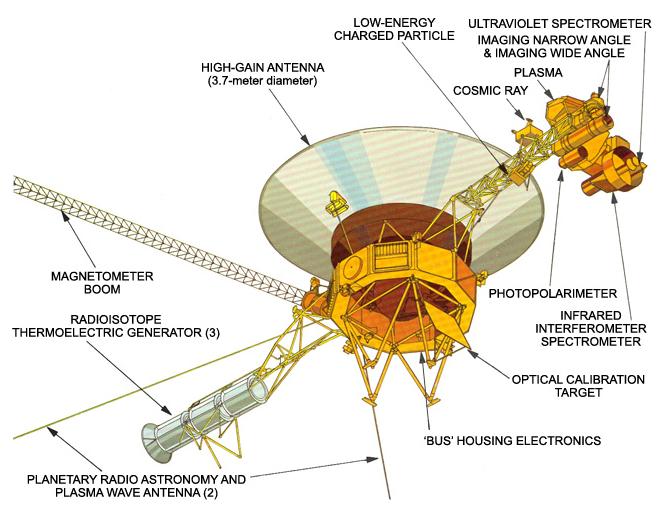 LOW-ENERGY
CHARGED PARTICLE
ULTRAVIOLET SPECTROMETER
IMAGING NARROW ANGLE
& IMAGING WIDE ANGLE
PLASMA
COSMIC RAY
HIGH-GAIN ANTENNA
(3.7-meter diameter)
MAGNETOMETER
BOOM
PHOTOPOLARIMETER
INFRARED
INTERFEROMETER
SPECTROMETER
RADIOISOTOPE
THERMOELECTRIC GENERATOR (3)
OPTICAL CALIBRATION
TARGET
‘BUS’ HOUSING ELECTRONICS
PLANETARY RADIO ASTRONOMY AND
PLASMA WAVE ANTENNA (2)